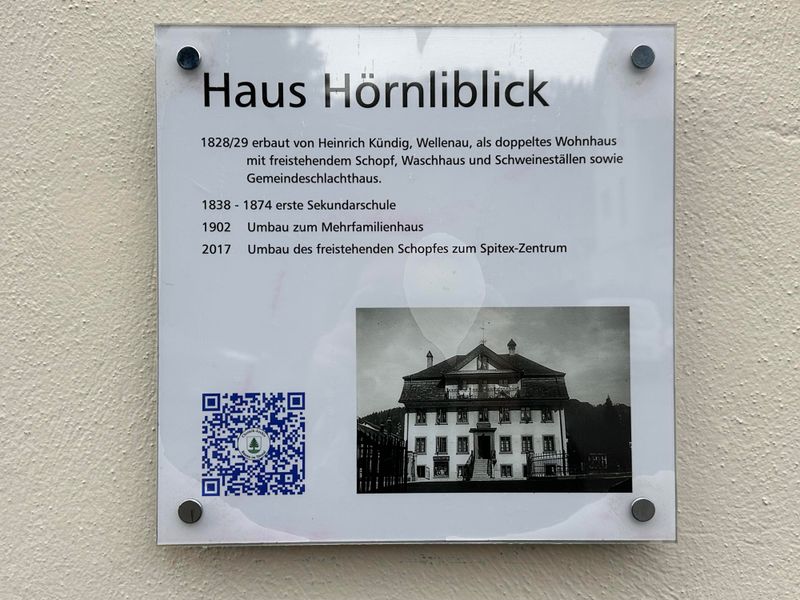 Haus Hörnliblick
1828/29 erbaut von Heinrich Kündig, Wellenau, als doppeltes Wohnhaus
mit freistehendem Schopf, Waschhaus und Schweineställen sowie
Gemeindeschlachthaus.
1838 - 1874 erste Sekundarschule
1902 Umbau zum Mehrfamilienhaus
2017 Umbau des freistehenden Schopfes zum Spitex-Zentrum